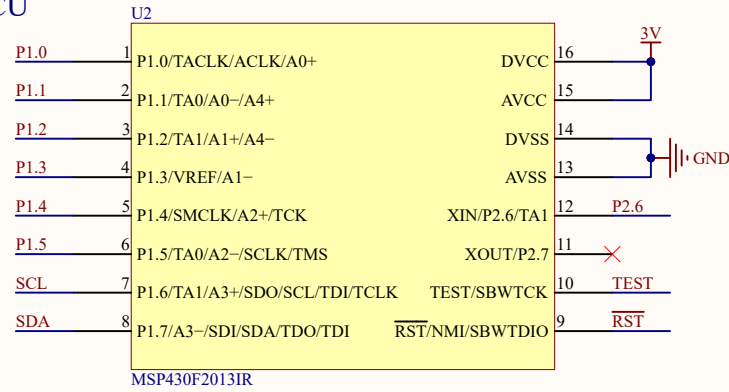 CU
U2
3V
P1.0 1 P1.0/TACLK/ACLK/A0+ DVCC 16
P1.1 2 P1.1/TA0/A0−/A4+ AVCC 15
P1.2 3 P1.2/TA1/A1+/A4− DVSS 14
P1.3 4 P1.3/VREF/A1− AVSS 13 GND
P1.4 5 P1.4/SMCLK/A2+/TCK XIN/P2.6/TA1 12 P2.6
P1.5 6 P1.5/TA0/A2−/SCLK/TMS XOUT/P2.7 11
SCL 7 P1.6/TA1/A3+/SDO/SCL/TDI/TCLK TEST/SBWTCK 10 TEST
SDA 8 P1.7/A3−/SDI/SDA/TDO/TDI R̅S̅T̅/NMI/SBWTDIO 9 R̅S̅T̅
MSP430F2013IR